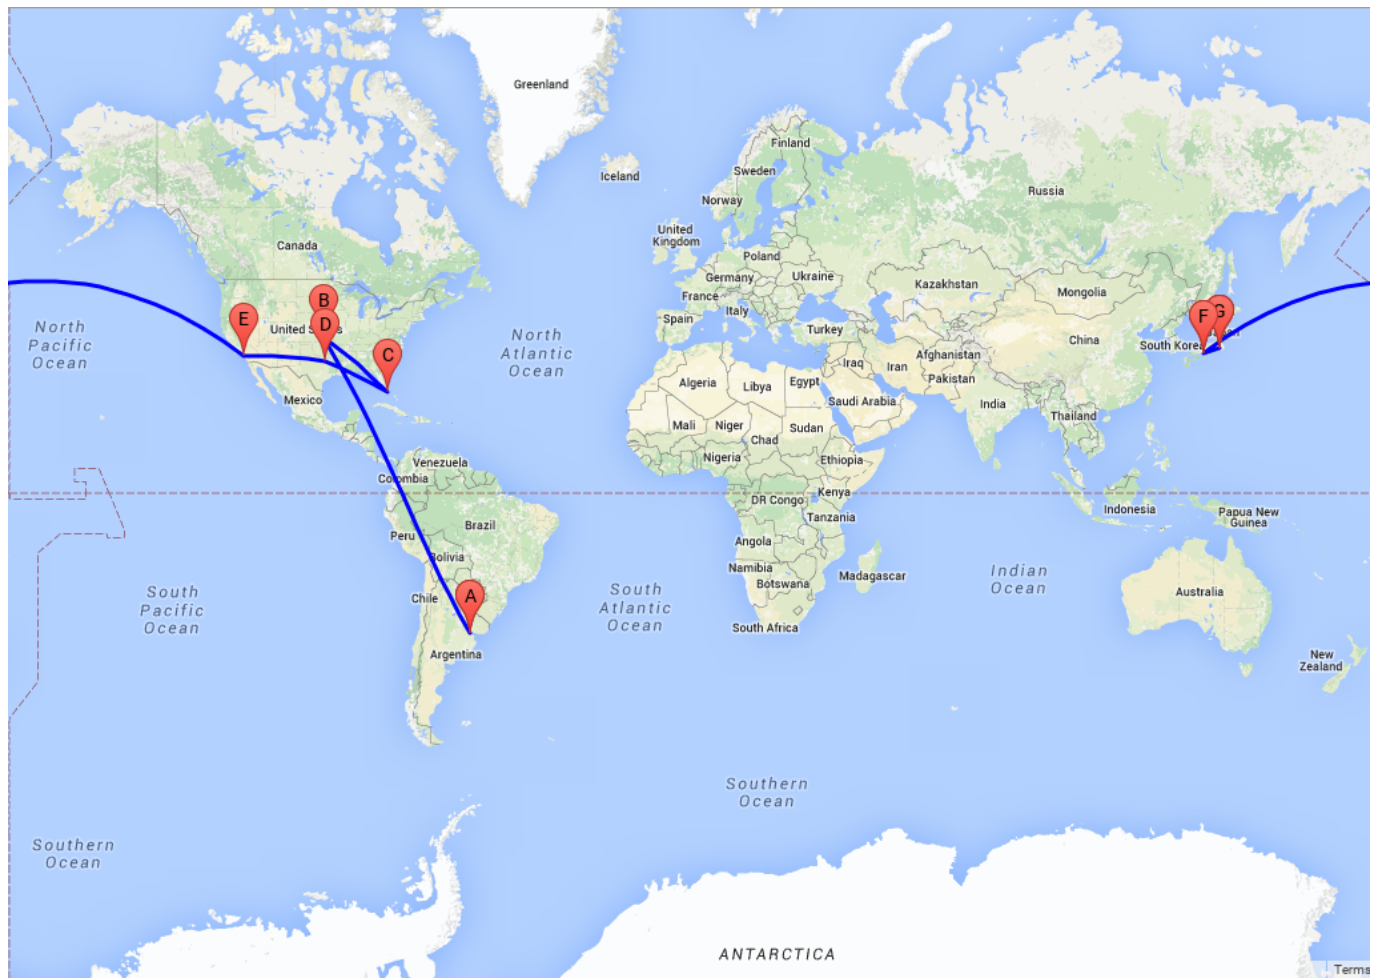 Greenland
Finland
Iceland
Sweden
Russia
Norway
United
Kingdom
Canada
Poland
Germany
Ukraine
Kazakhstan
Mongolia
B
France
F
G
E
North
Pacific
Ocean
D
United
Spain
Italy
Turkey
South Korea
China
C
North
Atlantic
Ocean
Afghanistan
Iraq
Iran
Pakistan
Algeria
Libya
Egypt
Mexico
Saudi Arabia
India
Thailand
Mali
Niger
Sudan
Chad
Nigeria
Ethiopia
Venezuela
Colombia
DR Congo
Kenya
Indonesia
Papua New
Guinea
Tanzania
Brazil
Peru
Angola
Bolivia
Namibia
Botswana
Madagascar
Indian
Ocean
Australia
South
Pacific
Ocean
Chile
A
South
Atlantic
Ocean
South Africa
Argentina
New
Zealand
Southern
Ocean
Southern
Ocean
ANTARCTICA
Terms